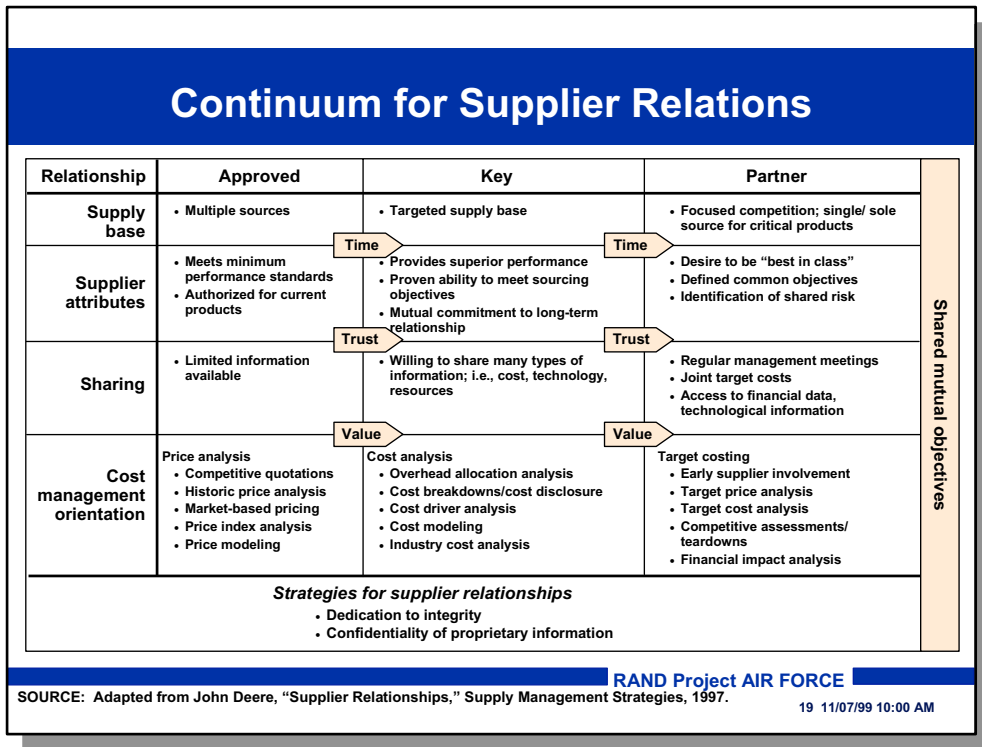 Continuum for Supplier Relations
Relationship
Approved
Key
Partner
Supply
base
• Multiple sources
• Targeted supply base
• Focused competition; single/ sole
source for critical products
Time
Time
Supplier
attributes
• Meets minimum
performance standards
• Authorized for current
products
• Provides superior performance
• Proven ability to meet sourcing
objectives
• Mutual commitment to long-term
relationship
• Desire to be “best in class”
• Defined common objectives
• Identification of shared risk
Trust
Trust
Sharing
• Limited information
available
• Willing to share many types of
information; i.e., cost, technology,
resources
• Regular management meetings
• Joint target costs
• Access to financial data,
technological information
Value
Value
Cost
management
orientation
Price analysis
• Competitive quotations
• Historic price analysis
• Market-based pricing
• Price index analysis
• Price modeling
Cost analysis
• Overhead allocation analysis
• Cost breakdowns/cost disclosure
• Cost driver analysis
• Cost modeling
• Industry cost analysis
Target costing
• Early supplier involvement
• Target price analysis
• Target cost analysis
• Competitive assessments/
teardowns
• Financial impact analysis
Shared mutual objectives
Strategies for supplier relationships
• Dedication to integrity
• Confidentiality of proprietary information
RAND Project AIR FORCE
SOURCE: Adapted from John Deere, “Supplier Relationships,” Supply Management Strategies, 1997.
19 11/07/99 10:00 AM